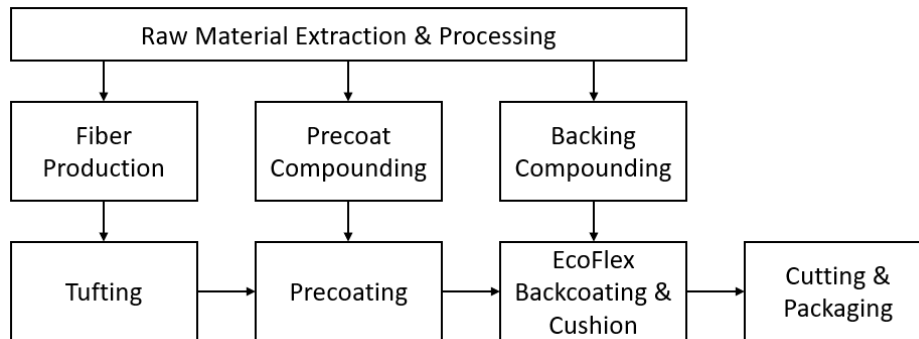 Raw Material Extraction & Processing
Fiber
Production
Precoat
Compounding
Backing
Compounding
Tufting
Precoating
EcoFlex
Backcoating &
Cushion
Cutting &
Packaging